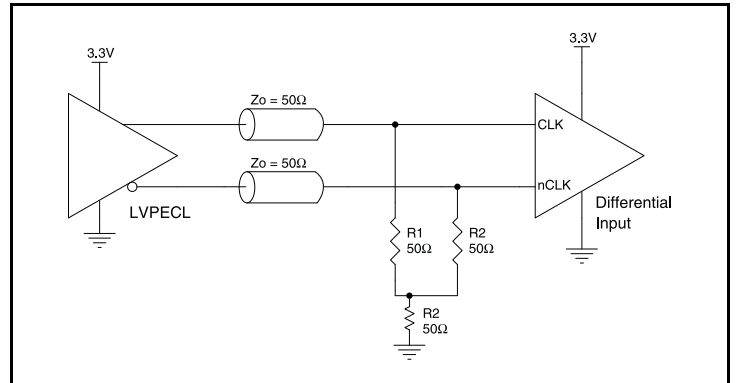 3.3V
3.3V
Zo = 50Ω
CLK
Zo = 50Ω
nCLK
LVPECL
Differential
Input
R1
50Ω
R2
50Ω
R2
50Ω